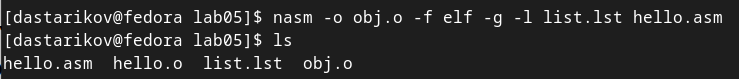 [dastarikov@fedora lab05]$ nasm -o obj.o -f elf -g -l list.lst hello.asm
[dastarikov@fedora lab05]$ ls
hello.asm  hello.o  list.lst  obj.o